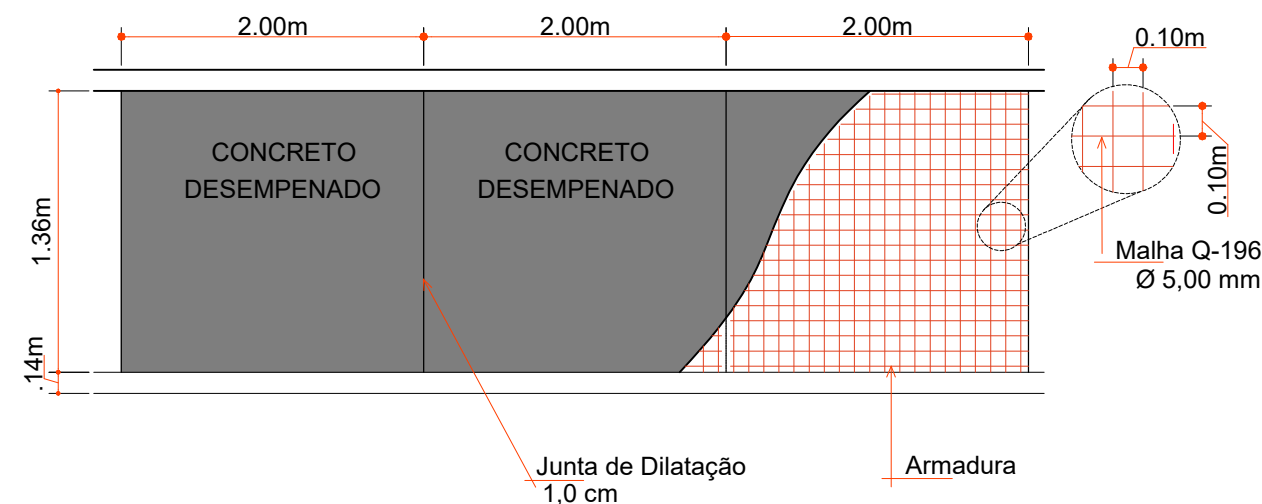 2.00m
2.00m
2.00m
0.10m
CONCRETO
DESEMPENADO
CONCRETO
DESEMPENADO
1.36m
0.10m
Malha Q-196
Ø 5,00 mm
.14m
Junta de Dilatação
1,0 cm
Armadura